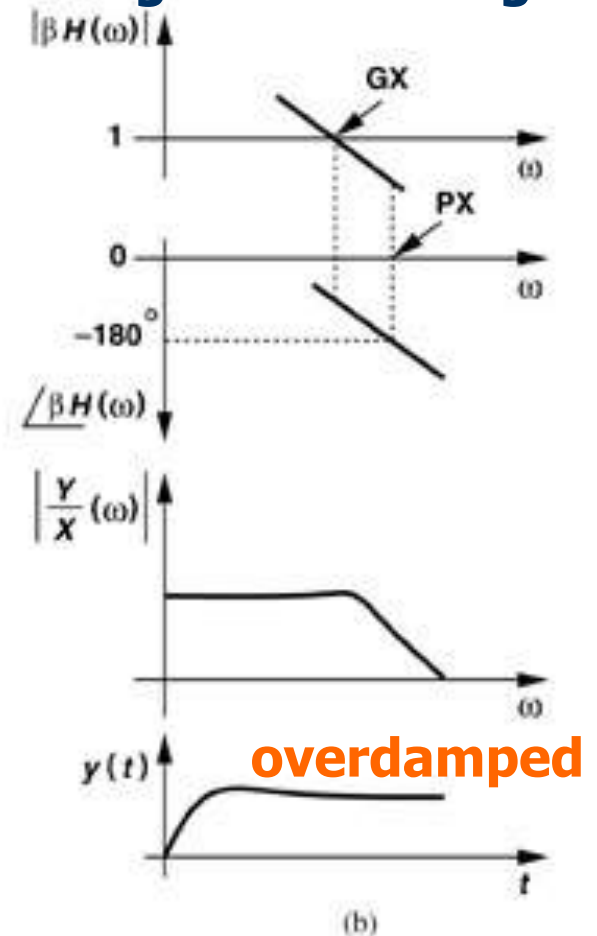 |βH(ω)|
GX
1
ω
PX
0
ω
−180°
∠βH(ω)
|Y/X (ω)|
ω
overdamped
y(t)
t
(b)